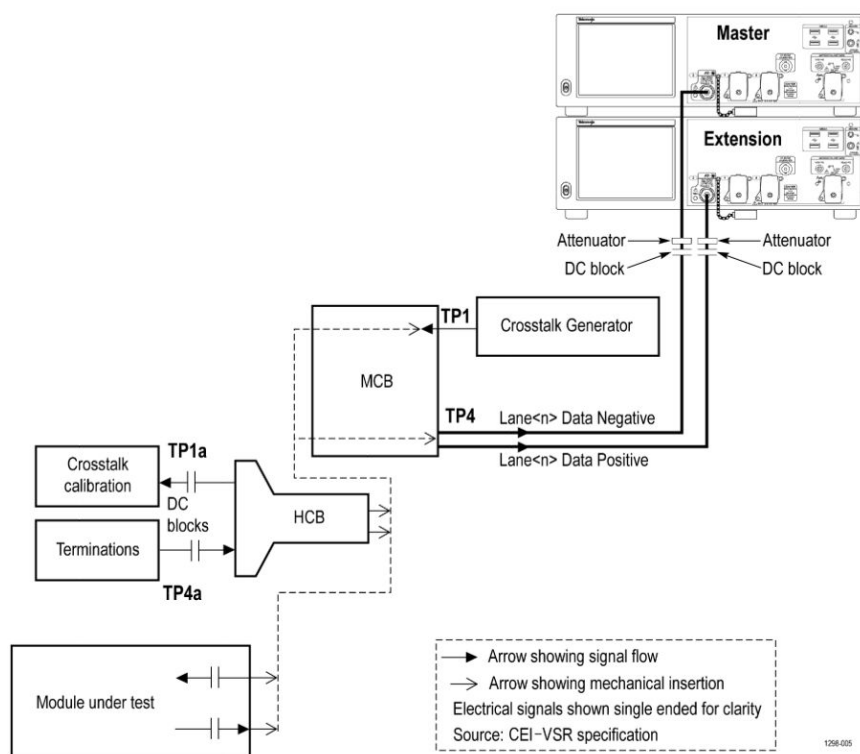 Tektronix
Master
Tektronix
Extension
Attenuator
Attenuator
DC block
DC block
TP1
Crosstalk Generator
MCB
TP4
Lane<n> Data Negative
Lane<n> Data Positive
TP1a
Crosstalk
calibration
DC
blocks
HCB
Terminations
TP4a
Module under test
Arrow showing signal flow
Arrow showing mechanical insertion
Electrical signals shown single ended for clarity
Source: CEI-VSR specification
1298-005